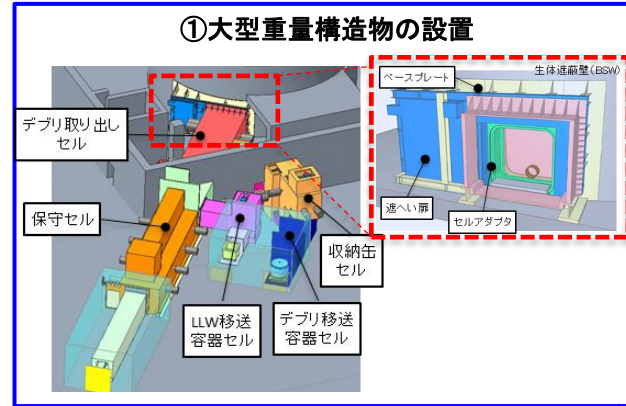 ①大型重量構造物の設置
生体遮蔽壁(BSW)
ベースプレート
デブリ取り出し
セル
保守セル
遮へい扉
セルアダプタ
収納缶
セル
LLW移送
容器セル
デブリ移送
容器セル